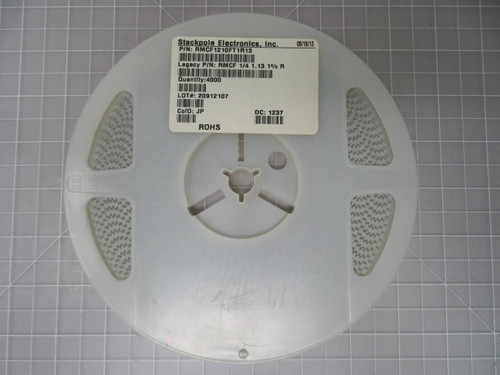 Stackpole Electronics, Inc.
P/N: RMCF1210FT1R13
Legacy P/N: RMCF 1/4 1.13 1% R
Quantity:4000
LOT#: 20912107
CofO: JP
DC: 1237
ROHS